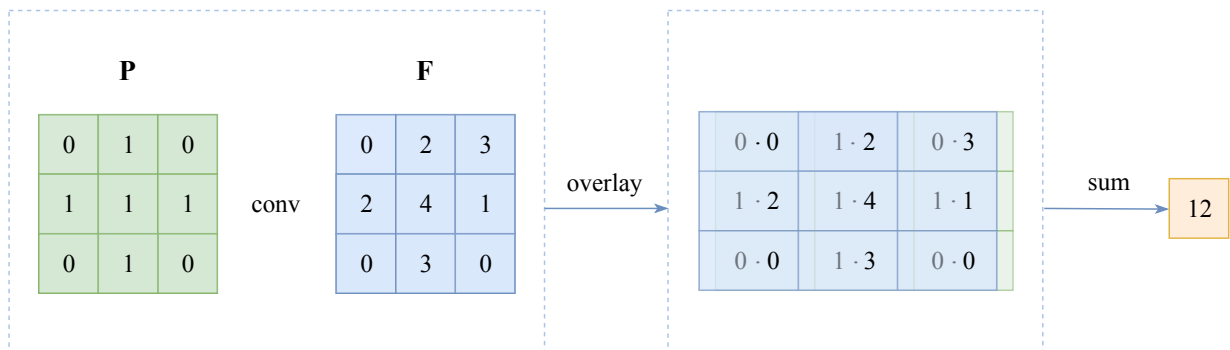 P F
0 1 0 0 2 3 0 · 0 1 · 2 0 · 3
overlay sum
1 1 1 conv 2 4 1 1 · 2 1 · 4 1 · 1 12
0 1 0 0 3 0 0 · 0 1 · 3 0 · 0